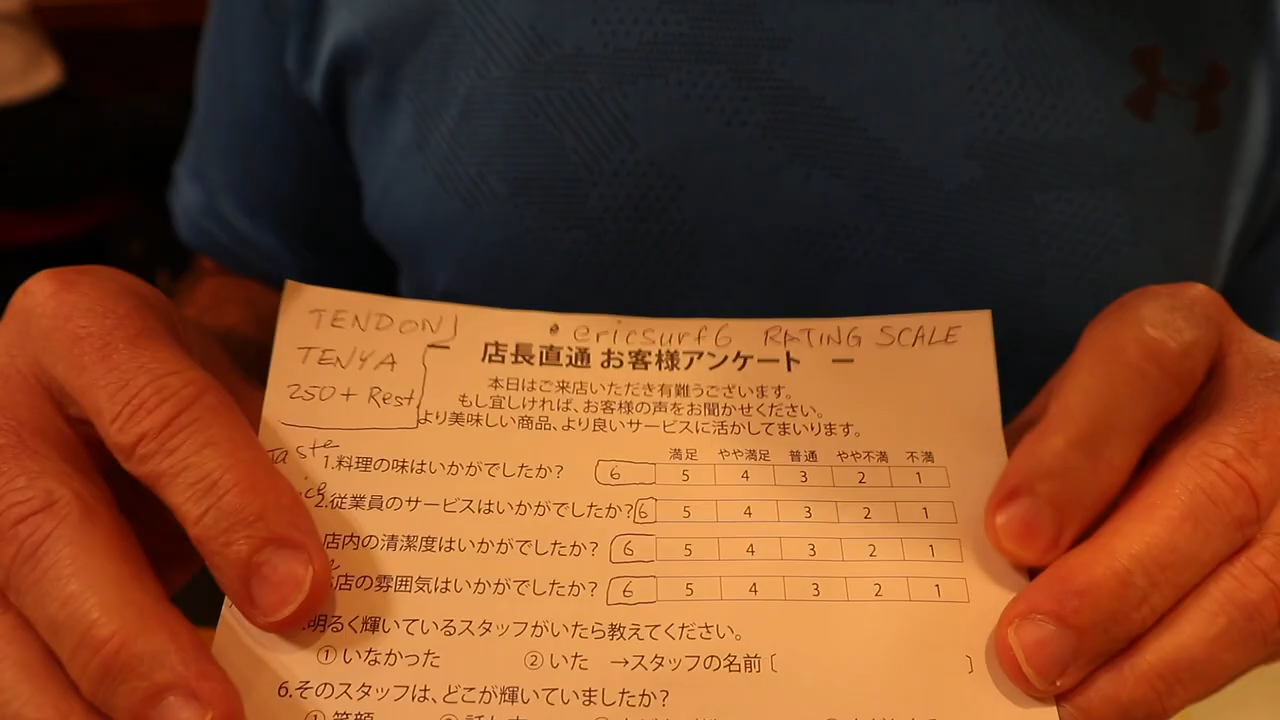 TENDON
TENYA
250+ Rest
• ericsurf6 RATING SCALE
店長直通 お客様アンケート ー
本日はご来店いただき有難うございます。
もし宜しければ、お客様の声をお聞かせください。
より美味しい商品、より良いサービスに活かしてまいります。
満足 やや満足 普通 やや不満 不満
Taste
1.料理の味はいかがでしたか? 6 5 4 3 2 1
2.従業員のサービスはいかがでしたか? 6 5 4 3 2 1
店内の清潔度はいかがでしたか? 6 5 4 3 2 1
店の雰囲気はいかがでしたか? 6 5 4 3 2 1
明るく輝いているスタッフがいたら教えてください。
① いなかった ② いた →スタッフの名前〔 〕
6.そのスタッフは、どこが輝いていましたか?
① 笑顔